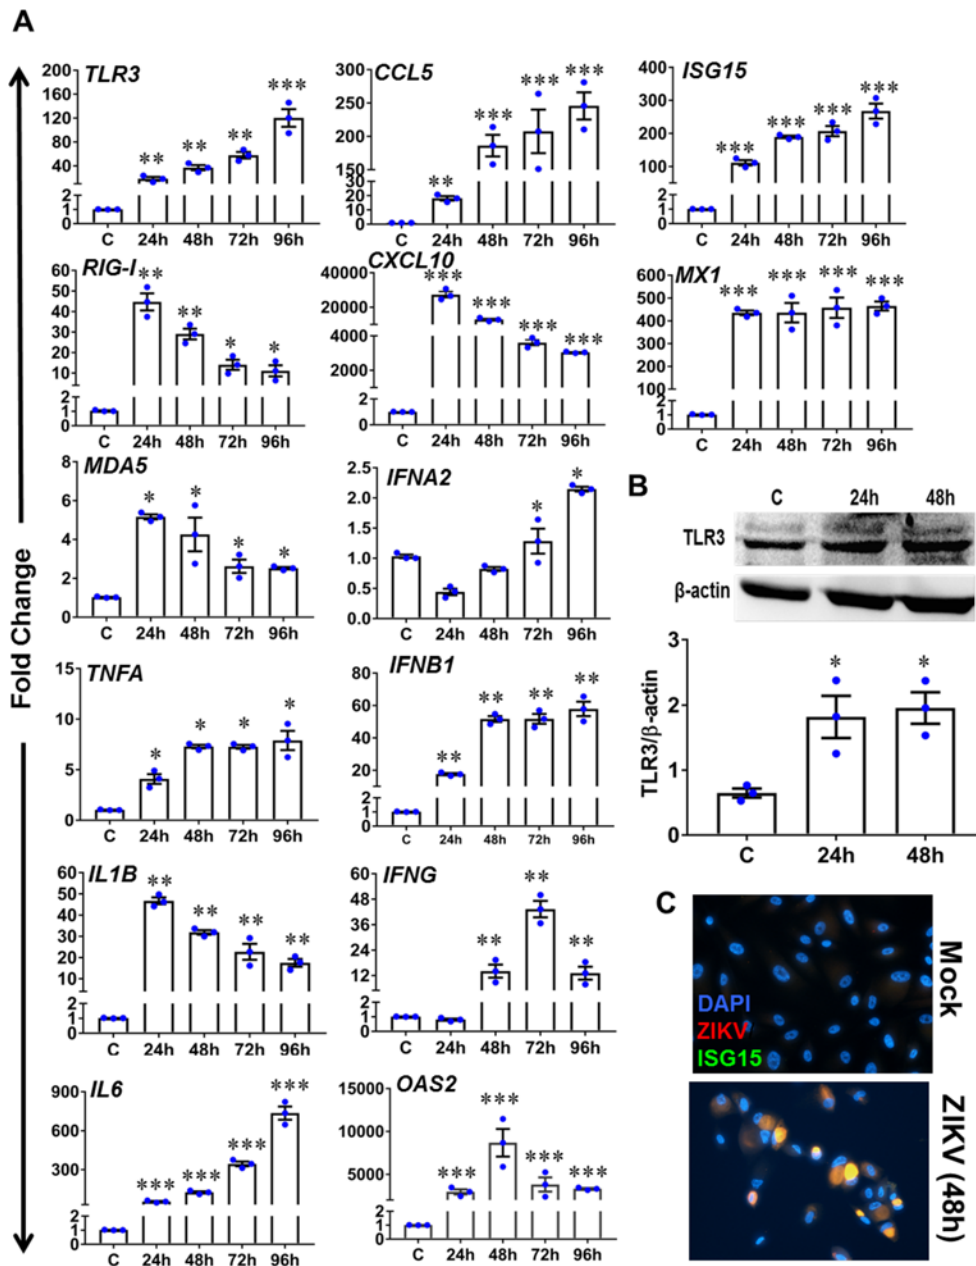 A
Fold Change
TLR3
200
160
120
80
40
2
1
0
** ** ** ***
C 24h 48h 72h 96h
CCL5
300
250
200
150
30
20
10
0
** *** *** ***
C 24h 48h 72h 96h
ISG15
400
300
200
100
2
1
0
*** *** *** ***
C 24h 48h 72h 96h
RIG-I
60
50
40
30
20
10
2
1
0
** ** * *
C 24h 48h 72h 96h
CXCL10
40000
20000
4000
2000
2
0
*** *** *** ***
C 24h 48h 72h 96h
MX1
600
500
400
300
200
100
2
1
0
*** *** *** ***
C 24h 48h 72h 96h
MDA5
8
6
4
2
0
* * * *
C 24h 48h 72h 96h
IFNA2
2.5
2.0
1.5
1.0
0.5
0.0
* *
C 24h 48h 72h 96h
TNFA
15
10
5
0
* * * *
C 24h 48h 72h 96h
IFNB1
80
60
40
20
2
1
0
** ** ** **
C 24h 48h 72h 96h
IL1B
60
50
40
30
20
10
2
1
0
** ** ** **
C 24h 48h 72h 96h
IFNG
60
48
36
24
12
2
1
0
** ** **
C 24h 48h 72h 96h
IL6
900
600
300
2
1
0
*** *** *** ***
C 24h 48h 72h 96h
OAS2
15000
10000
5000
2
1
0
*** *** *** ***
C 24h 48h 72h 96h
B
C 24h 48h
TLR3
β-actin
TLR3/β-actin
3
2
1
0
* *
C 24h 48h
C
DAPI
ZIKV
ISG15
Mock
ZIKV (48h)